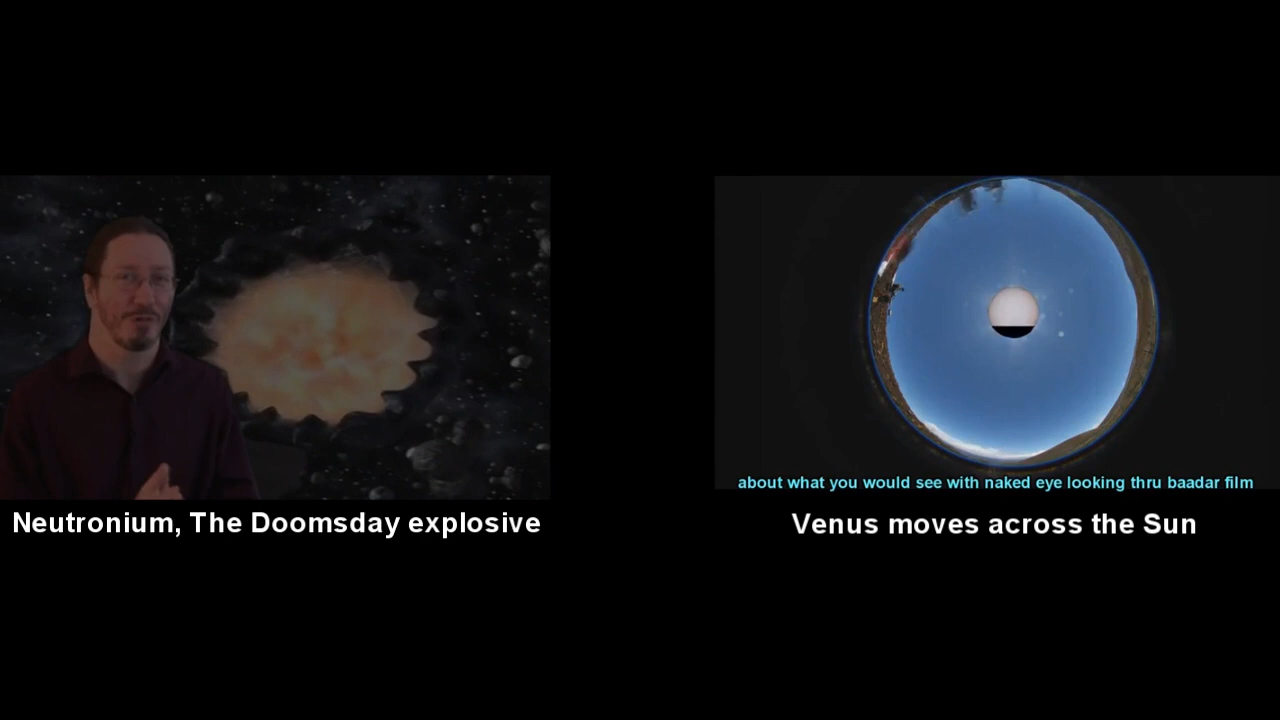 about what you would see with naked eye looking thru baadar film
Neutronium, The Doomsday explosive
Venus moves across the Sun